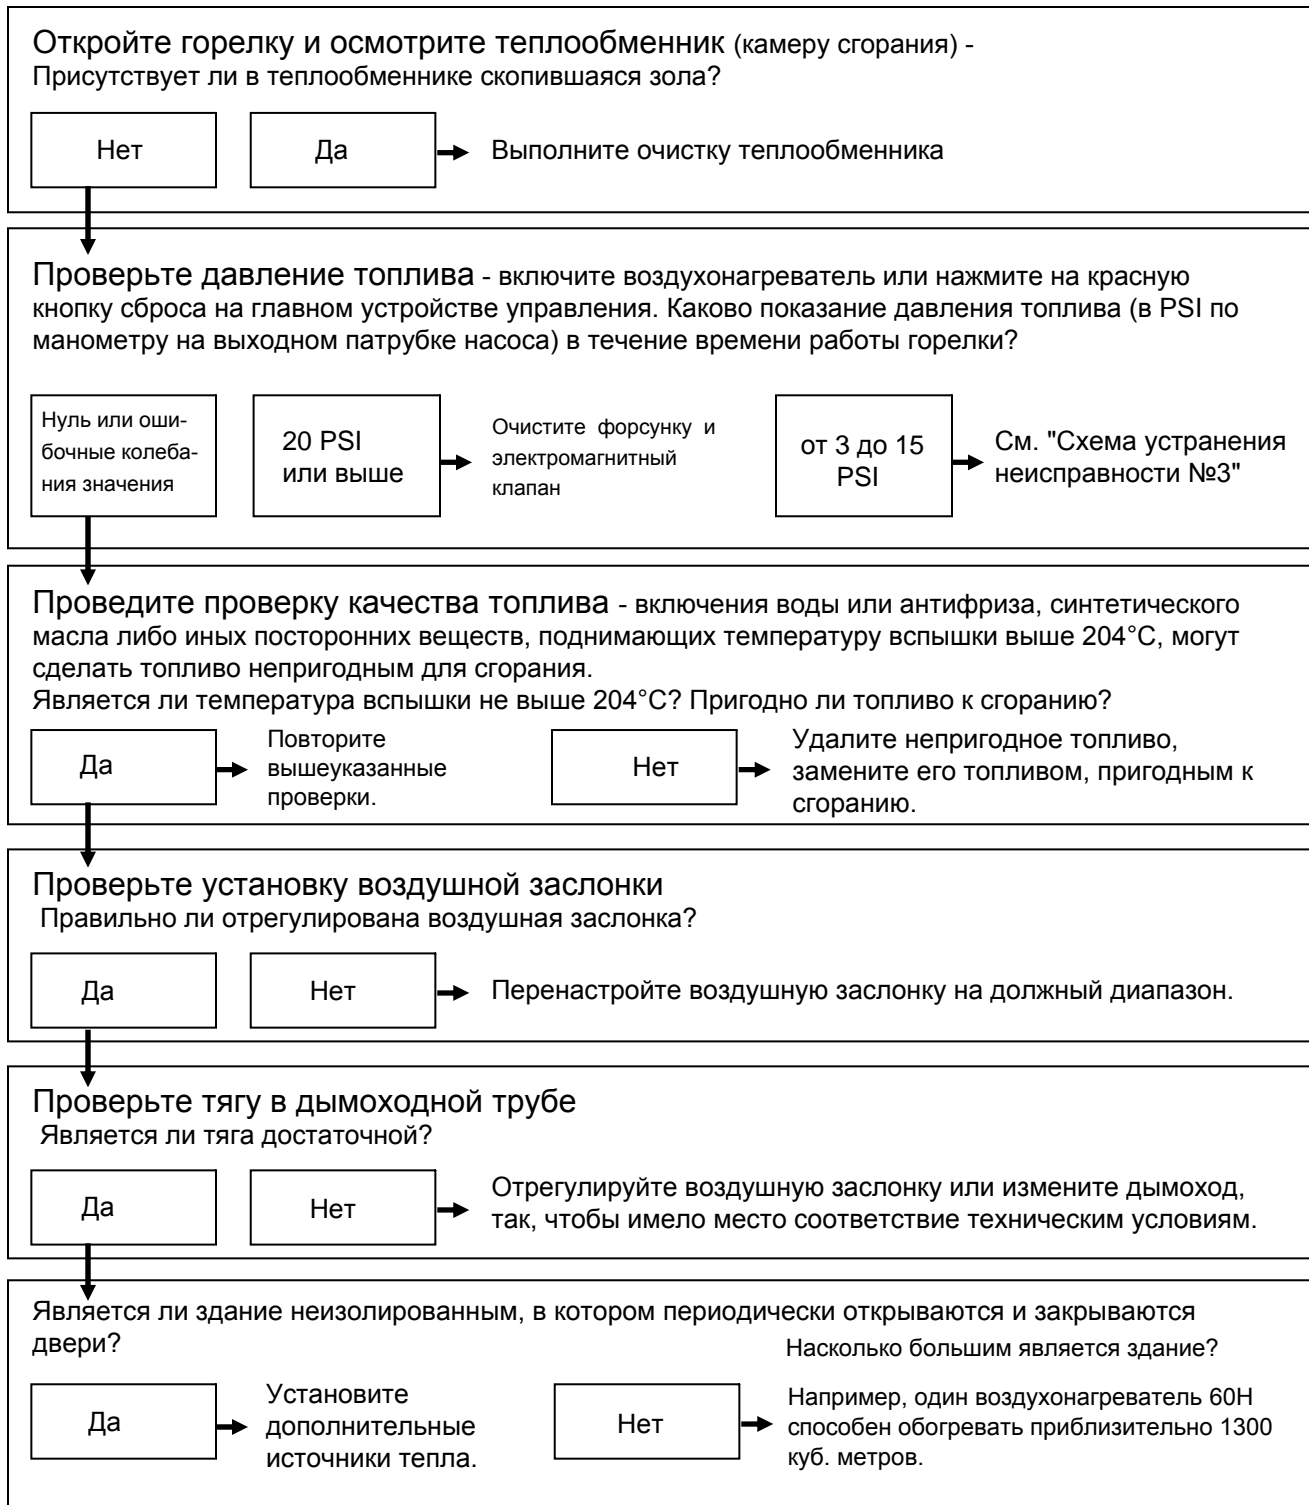 Откройте горелку и осмотрите теплообменник (камеру сгорания) -
Присутствует ли в теплообменнике скопившаяся зола?
Нет
Да
Выполните очистку теплообменника
Проверьте давление топлива - включите воздухонагреватель или нажмите на красную
кнопку сброса на главном устройстве управления. Каково показание давления топлива (в PSI по
манометру на выходном патрубке насоса) в течение времени работы горелки?
Нуль или оши-
бочные колеба-
ния значения
20 PSI
или выше
Очистите форсунку и
электромагнитный
клапан
от 3 до 15
PSI
См. "Схема устранения
неисправности №3"
Проведите проверку качества топлива - включения воды или антифриза, синтетического
масла либо иных посторонних веществ, поднимающих температуру вспышки выше 204°C, могут
сделать топливо непригодным для сгорания.
Является ли температура вспышки не выше 204°C? Пригодно ли топливо к сгоранию?
Да
Повторите
вышеуказанные
проверки.
Нет
Удалите непригодное топливо,
замените его топливом, пригодным к
сгоранию.
Проверьте установку воздушной заслонки
Правильно ли отрегулирована воздушная заслонка?
Да
Нет
Перенастройте воздушную заслонку на должный диапазон.
Проверьте тягу в дымоходной трубе
Является ли тяга достаточной?
Да
Нет
Отрегулируйте воздушную заслонку или измените дымоход,
так, чтобы имело место соответствие техническим условиям.
Является ли здание неизолированным, в котором периодически открываются и закрываются
двери?
Насколько большим является здание?
Да
Установите
дополнительные
источники тепла.
Нет
Например, один воздухонагреватель 60H
способен обогревать приблизительно 1300
куб. метров.